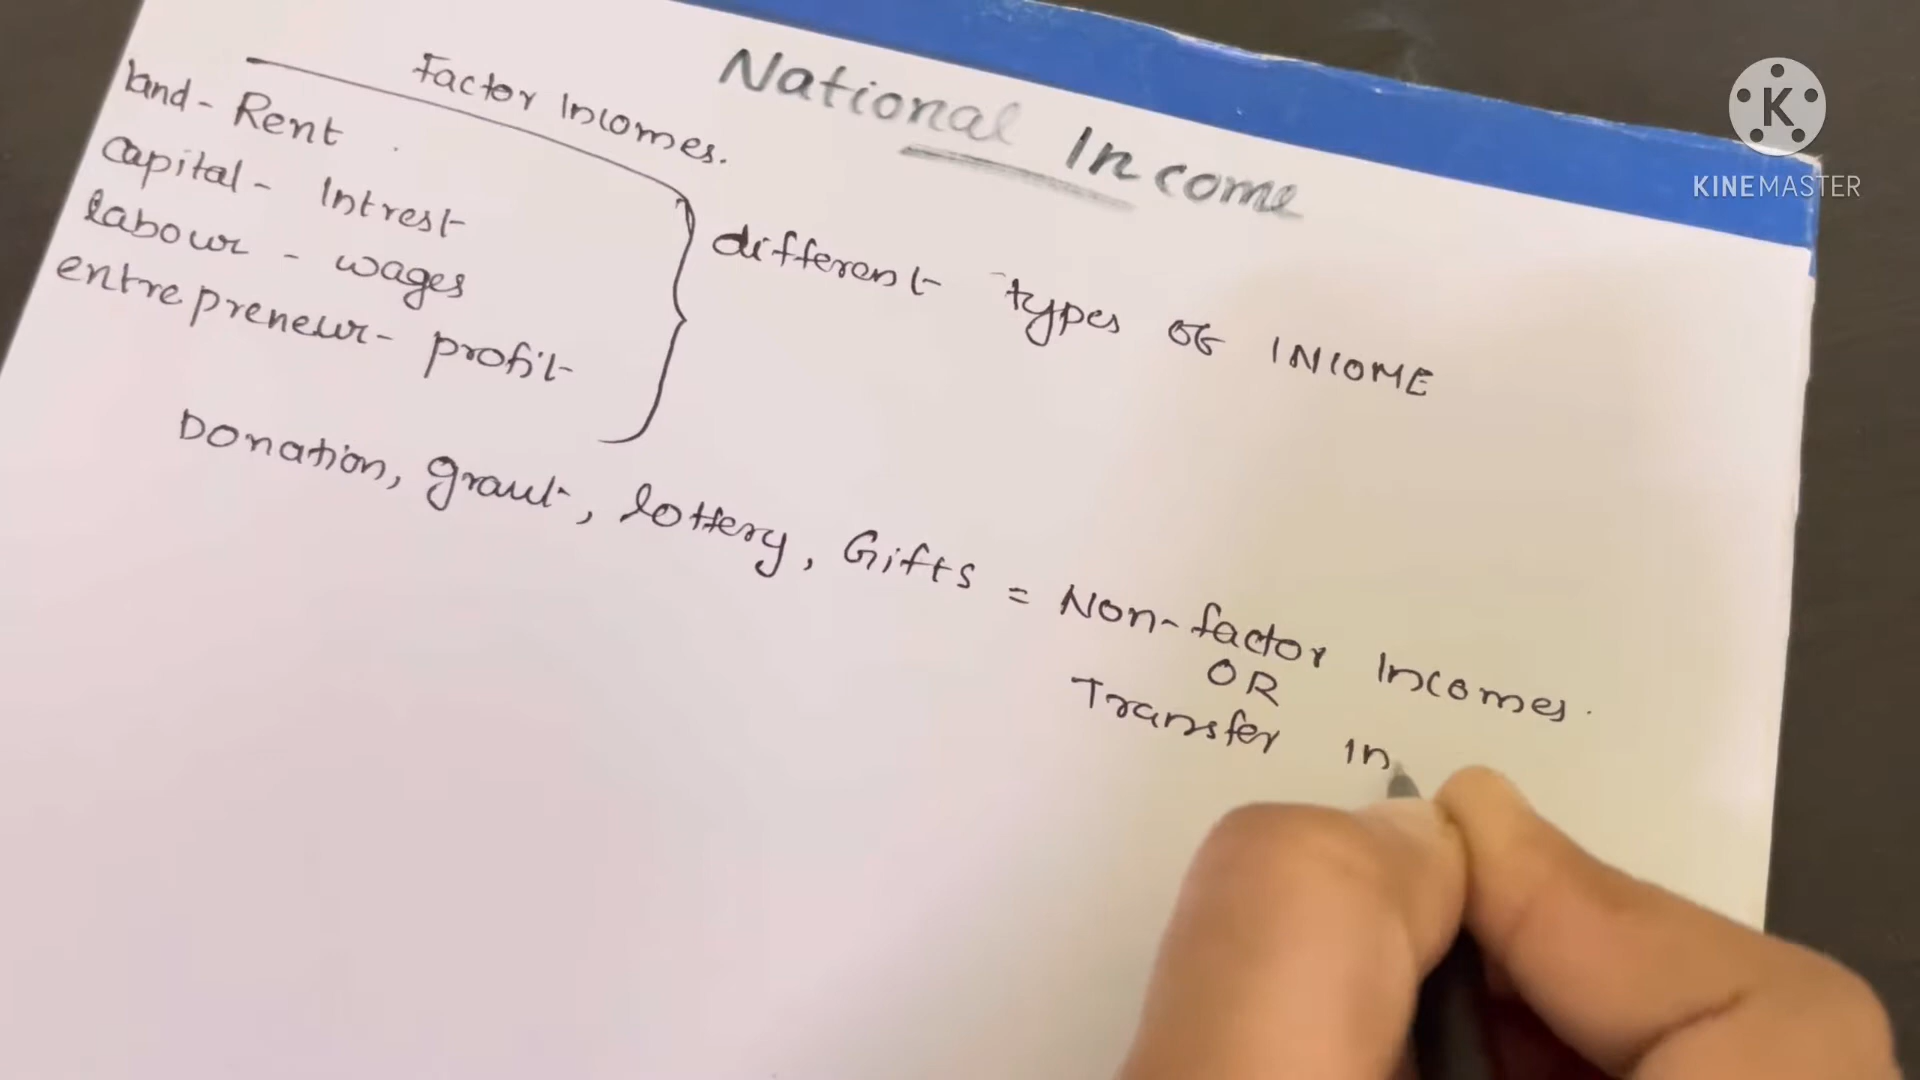 National Income
Factor Incomes.
land - Rent
Capital - Intrest
labour - wages
entrepreneur - profit
different types of INCOME
Donation, grant, lottery, Gifts = Non-factor Incomes.
OR
Transfer In
K
KINEMASTER